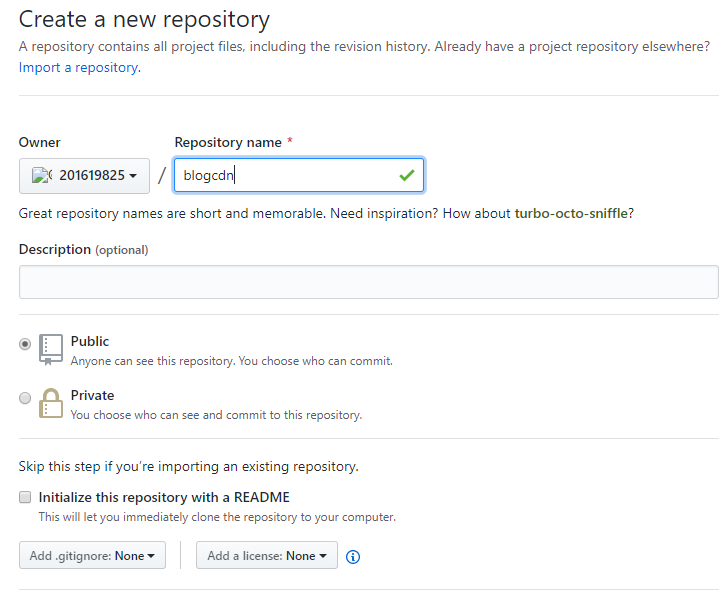 Create a new repository
A repository contains all project files, including the revision history. Already have a project repository elsewhere?
Import a repository.
Owner
Repository name *
201619825
/
blogcdn
Great repository names are short and memorable. Need inspiration? How about turbo-octo-sniffle?
Description (optional)
Public
Anyone can see this repository. You choose who can commit.
Private
You choose who can see and commit to this repository.
Skip this step if you’re importing an existing repository.
Initialize this repository with a README
This will let you immediately clone the repository to your computer.
Add .gitignore: None
Add a license: None